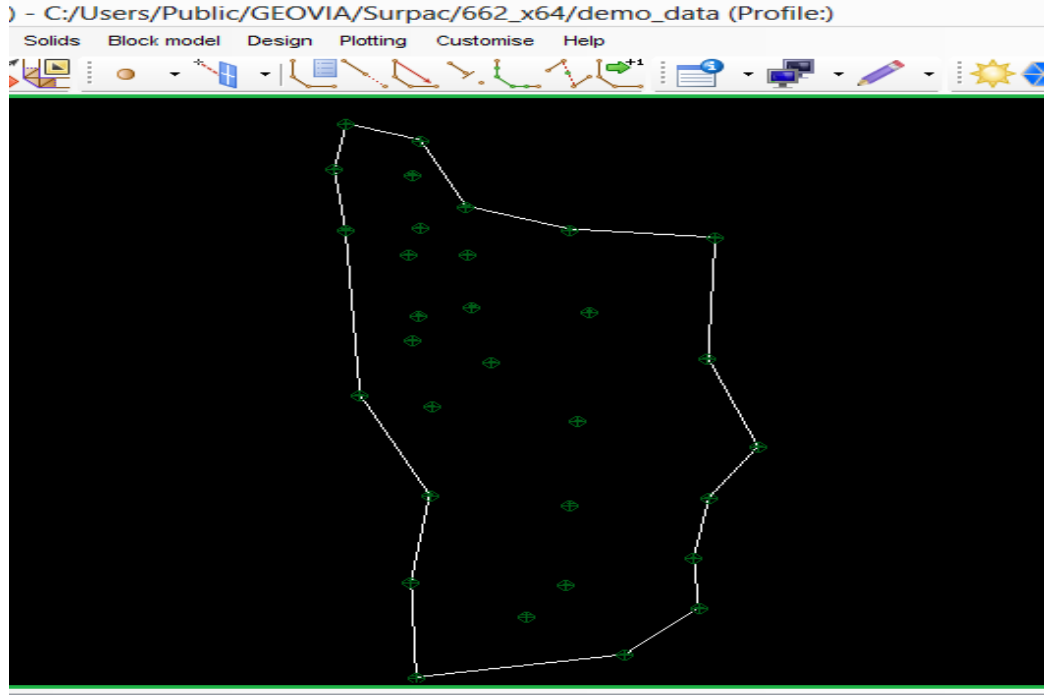 ) - C:/Users/Public/GEOVIA/Surpac/662_x64/demo_data (Profile:)
Solids Block model Design Plotting Customise Help
+1